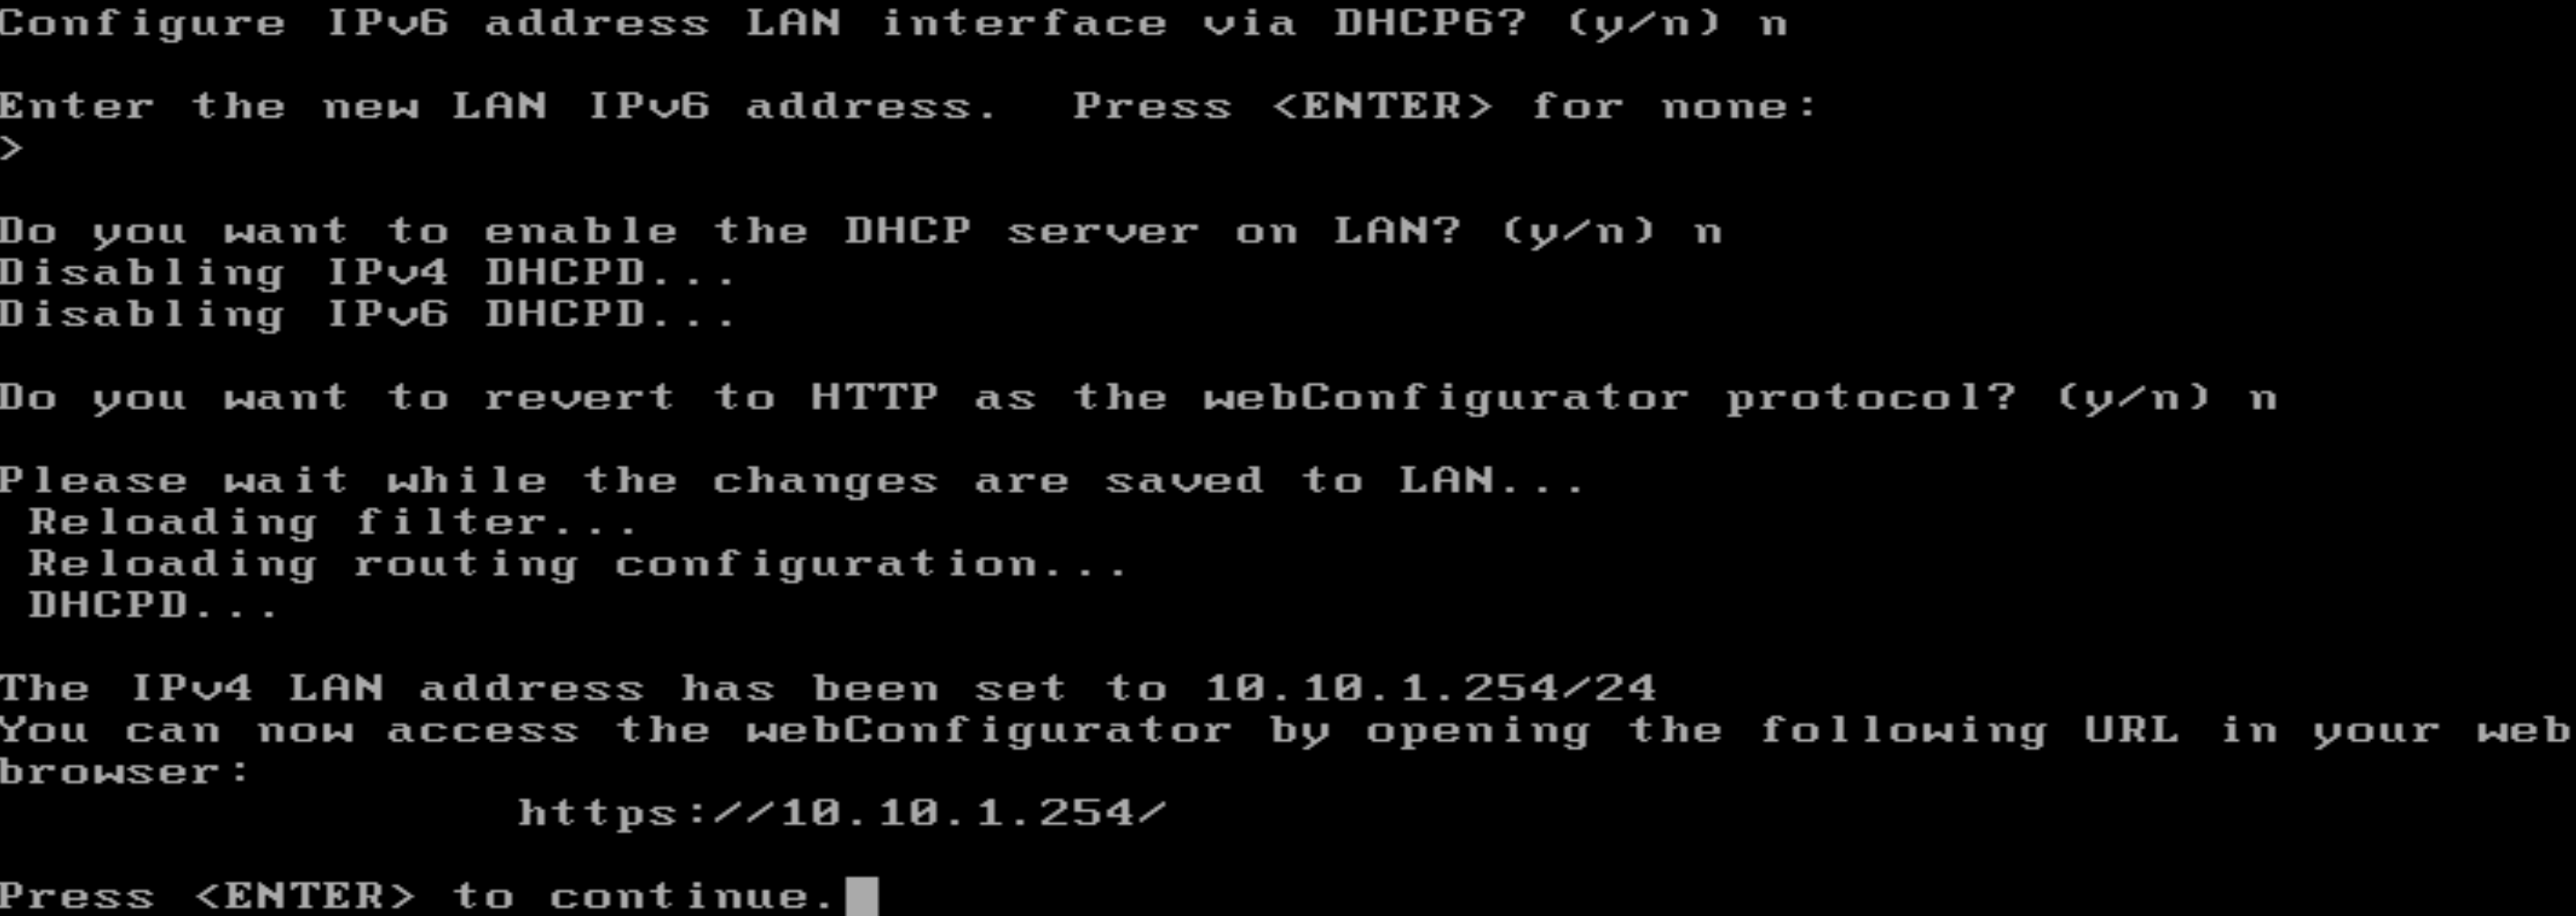 Configure IPv6 address LAN interface via DHCP6? (y/n) n
Enter the new LAN IPv6 address.  Press <ENTER> for none:
>
Do you want to enable the DHCP server on LAN? (y/n) n
Disabling IPv4 DHCPD...
Disabling IPv6 DHCPD...
Do you want to revert to HTTP as the webConfigurator protocol? (y/n) n
Please wait while the changes are saved to LAN...
 Reloading filter...
 Reloading routing configuration...
 DHCPD...
The IPv4 LAN address has been set to 10.10.1.254/24
You can now access the webConfigurator by opening the following URL in your web
browser:
https://10.10.1.254/
Press <ENTER> to continue.